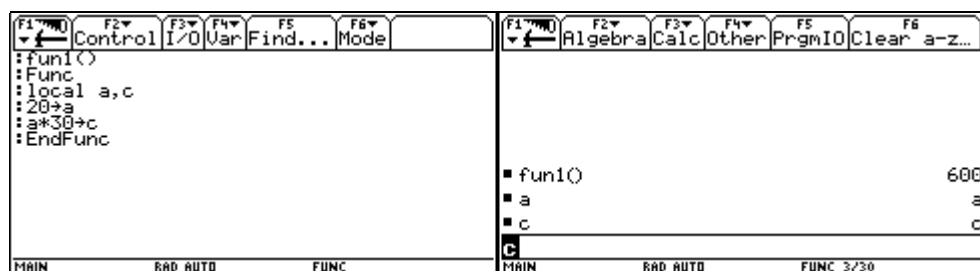 F1 F2 F3 F4 F5 F6
Control I/O Var Find... Mode
:fun1()
:Func
:local a,c
:20→a
:a*30→c
:EndFunc
MAIN RAD AUTO FUNC
F1 F2 F3 F4 F5 F6
Algebra Calc Other PrgmIO Clear a-z...
fun1() 600
a a
c c
c
MAIN RAD AUTO FUNC 3/30